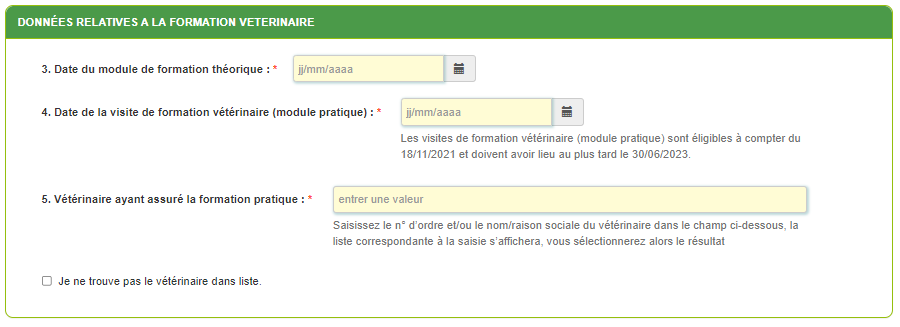 DONNÉES RELATIVES A LA FORMATION VETERINAIRE
3. Date du module de formation théorique : * jj/mm/aaaa
4. Date de la visite de formation vétérinaire (module pratique) : * jj/mm/aaaa
Les visites de formation vétérinaire (module pratique) sont éligibles à compter du
18/11/2021 et doivent avoir lieu au plus tard le 30/06/2023.
5. Vétérinaire ayant assuré la formation pratique : * entrer une valeur
Saisissez le n° d'ordre et/ou le nom/raison sociale du vétérinaire dans le champ ci-dessous, la
liste correspondante à la saisie s'affichera, vous sélectionnerez alors le résultat
Je ne trouve pas le vétérinaire dans liste.